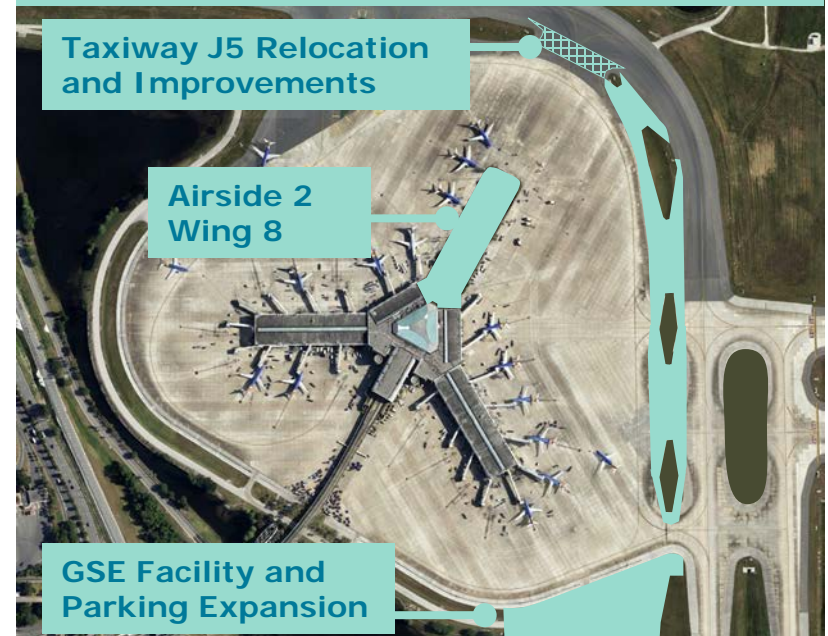 Taxiway J5 Relocation
and Improvements
Airside 2
Wing 8
GSE Facility and
Parking Expansion